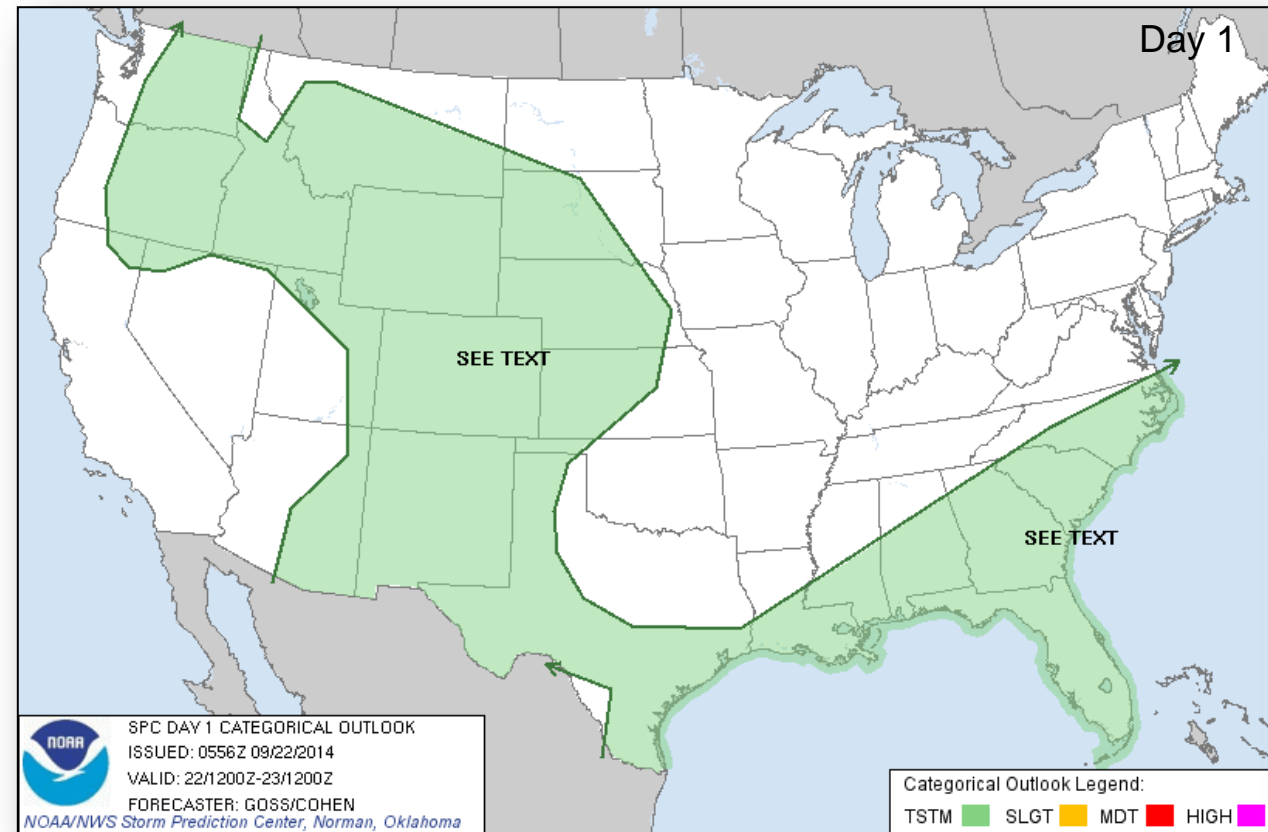 Day 1
SEE TEXT
SEE TEXT
SPC DAY 1 CATEGORICAL OUTLOOK
ISSUED: 0556Z 09/22/2014
VALID: 22/1200Z-23/1200Z
FORECASTER: GOSS/COHEN
NOAA
NOAA/NWS Storm Prediction Center, Norman, Oklahoma
Categorical Outlook Legend:
TSTM SLGT MDT HIGH